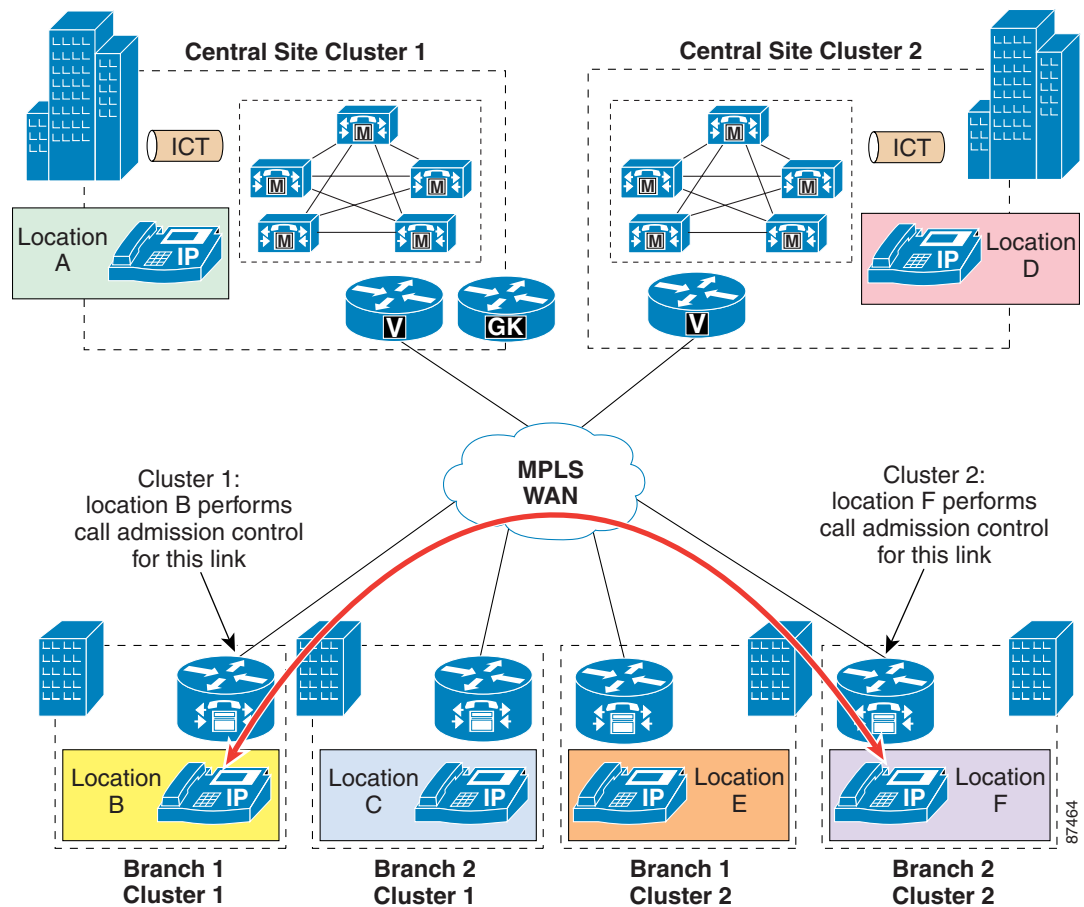 Central Site Cluster 1
Central Site Cluster 2
M
M
M
M
M
M
M
M
M
M
ICT
ICT
Location
A
IP
IP
Location
D
V
GK
V
MPLS
WAN
Cluster 1:
location B performs
call admission control
for this link
Cluster 2:
location F performs
call admission control
for this link
Location
B
IP
Location
C
IP
IP
Location
E
IP
Location
F
87464
Branch 1
Cluster 1
Branch 2
Cluster 1
Branch 1
Cluster 2
Branch 2
Cluster 2